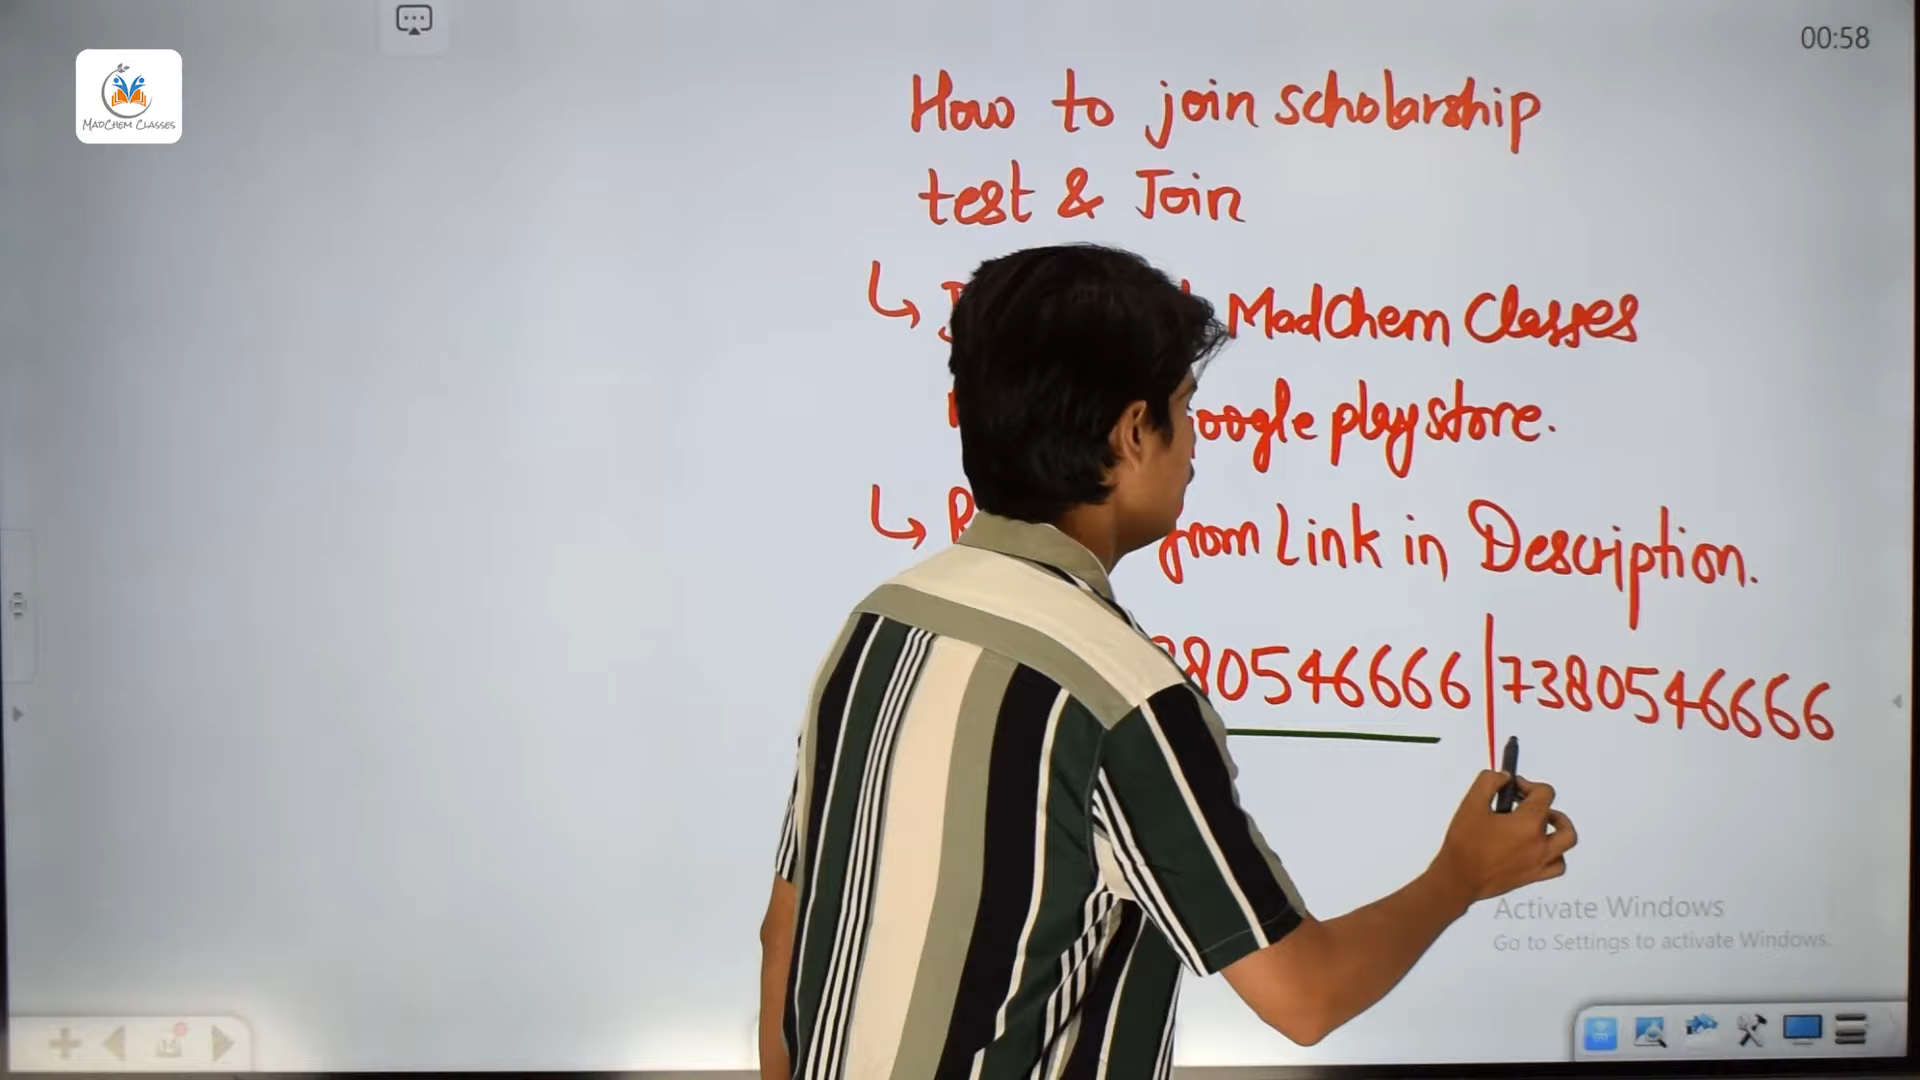 00:58
MADCHEM CLASSES
How to join scholarship
test & Join
MadChem Classes
google playstore.
from Link in Description.
80546666 | 7380546666
Activate Windows
Go to Settings to activate Windows.